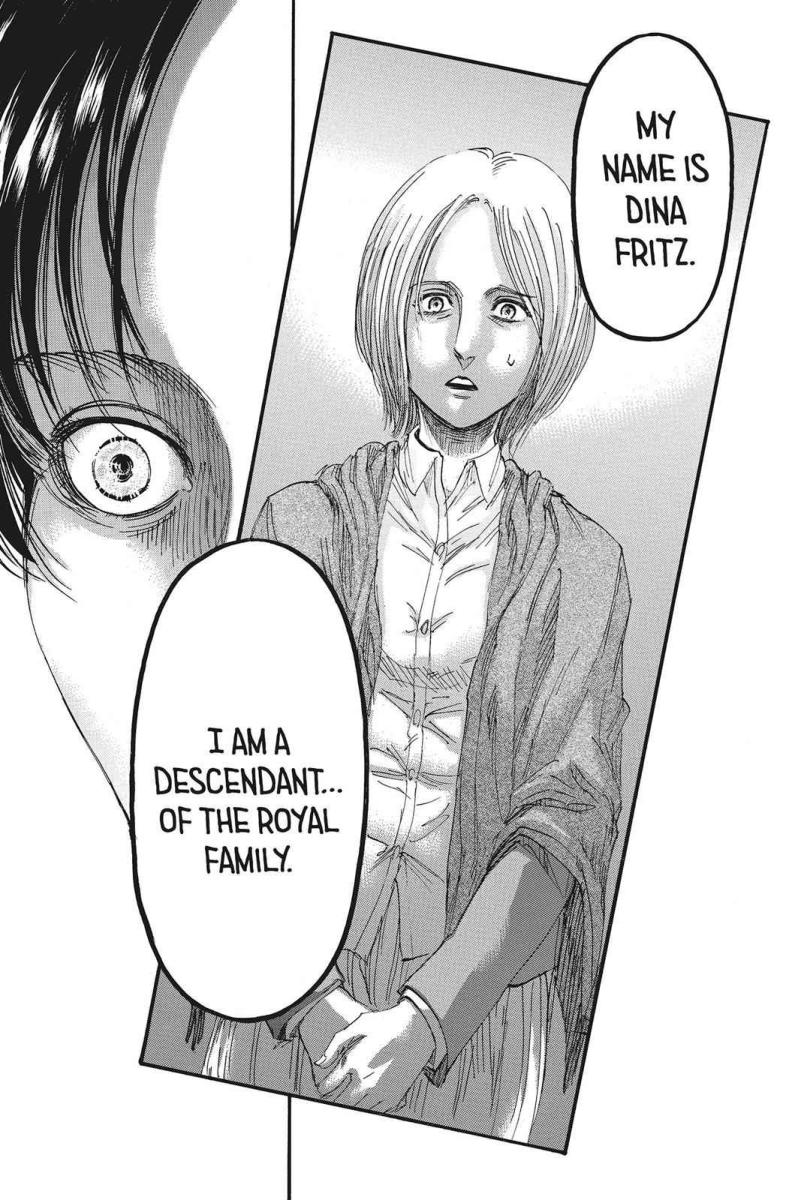 MY
NAME IS
DINA
FRITZ.
I AM A
DESCENDANT...
OF THE ROYAL
FAMILY.